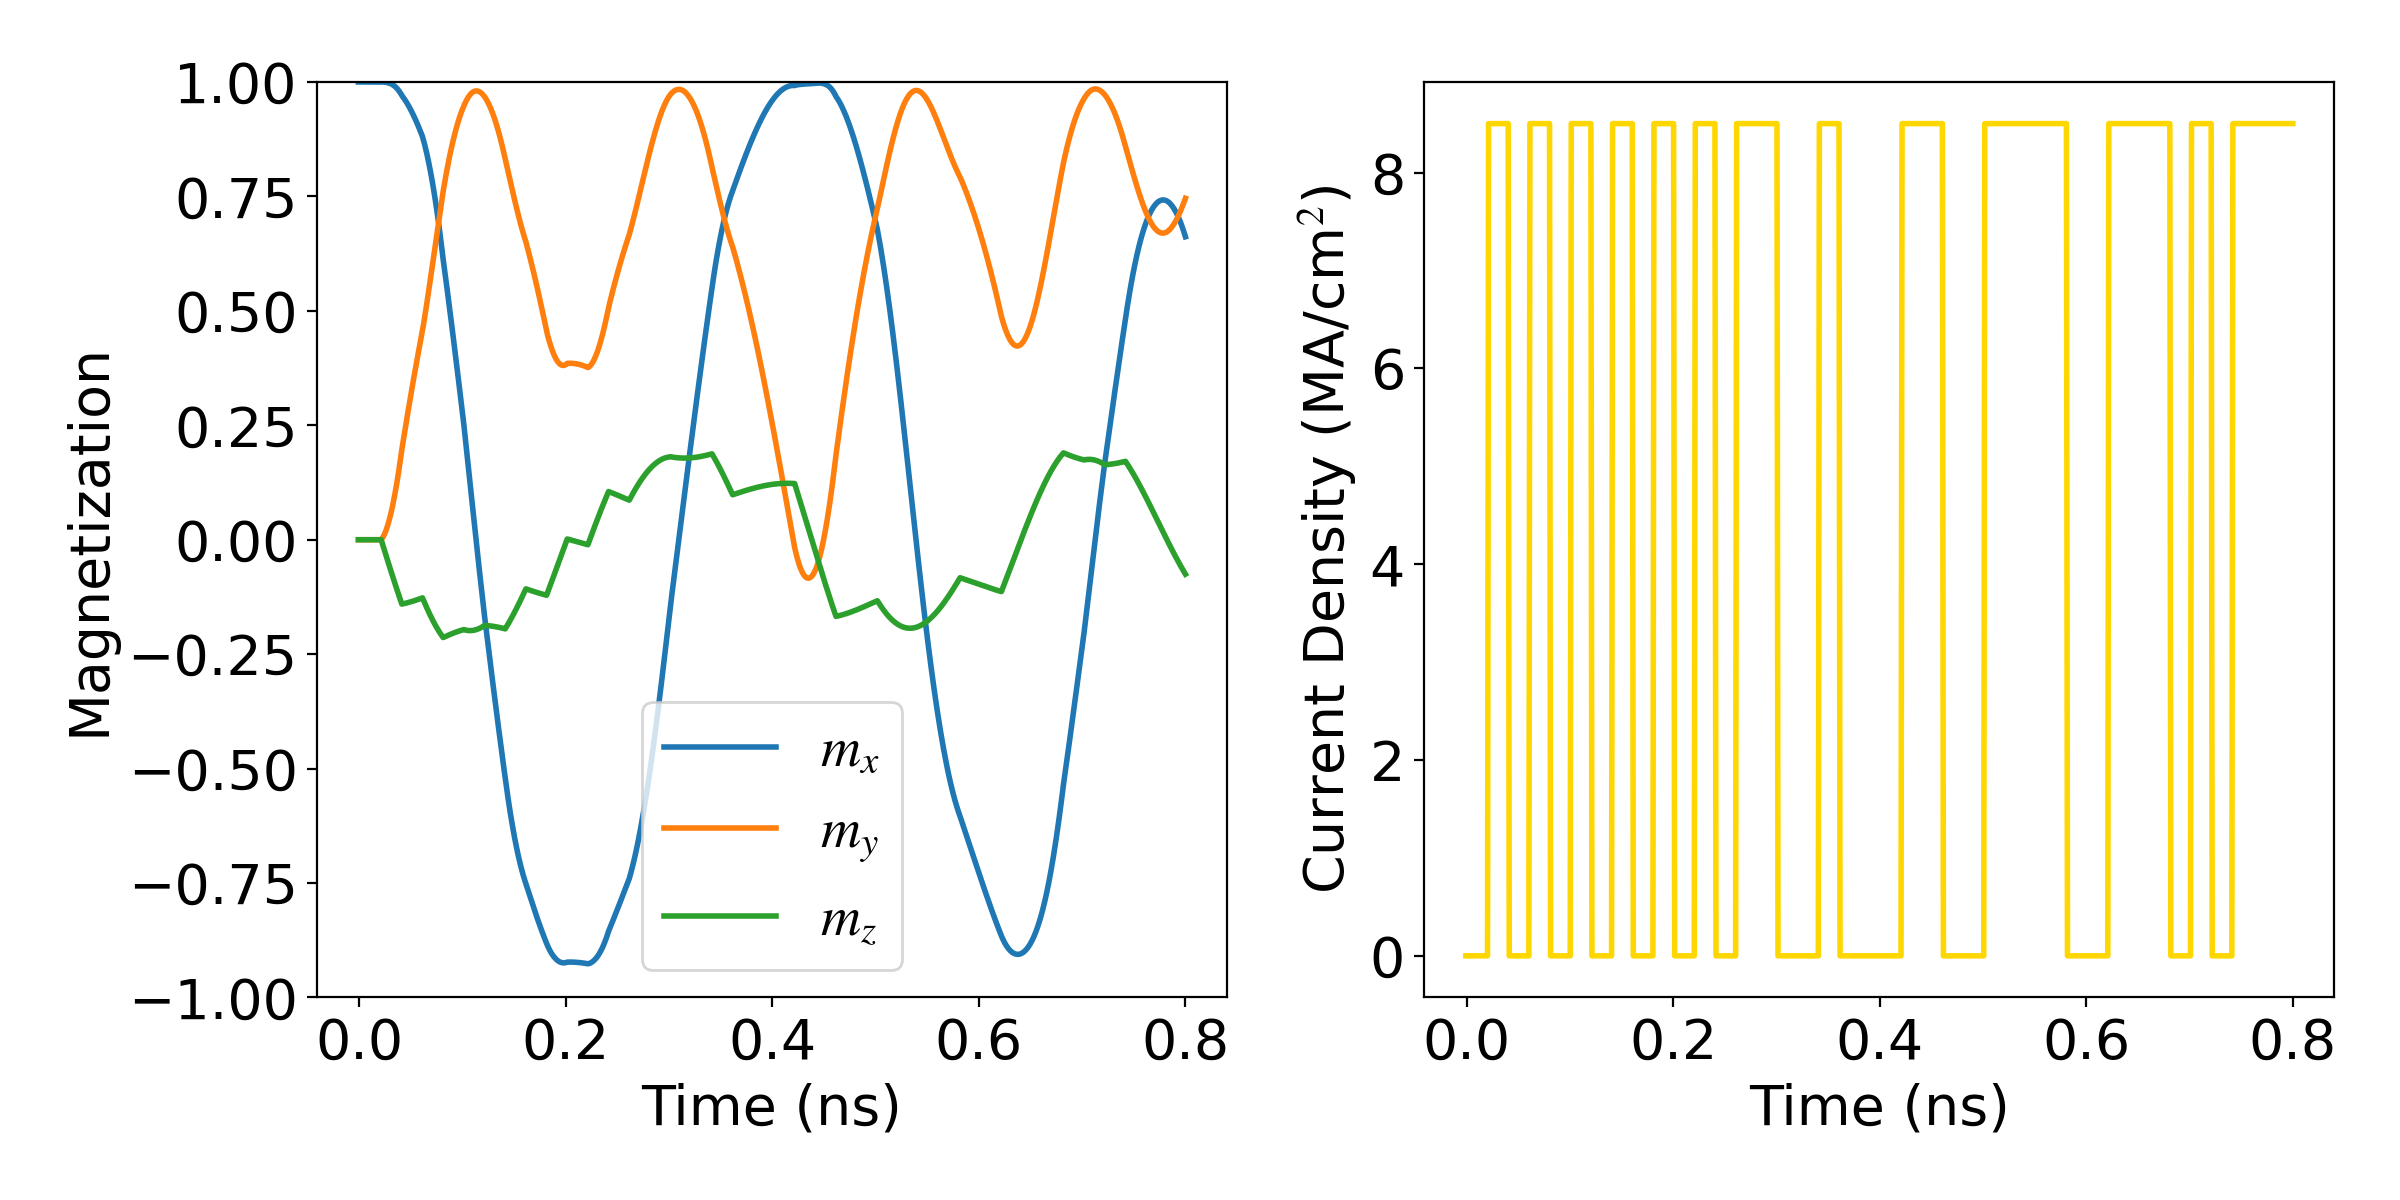 Magnetization
1.00
0.75
0.50
0.25
0.00
−0.25
−0.50
−0.75
−1.00
0.0 0.2 0.4 0.6 0.8
Time (ns)
mₓ
m_y
m_z
Current Density (MA/cm²)
8
6
4
2
0
0.0 0.2 0.4 0.6 0.8
Time (ns)